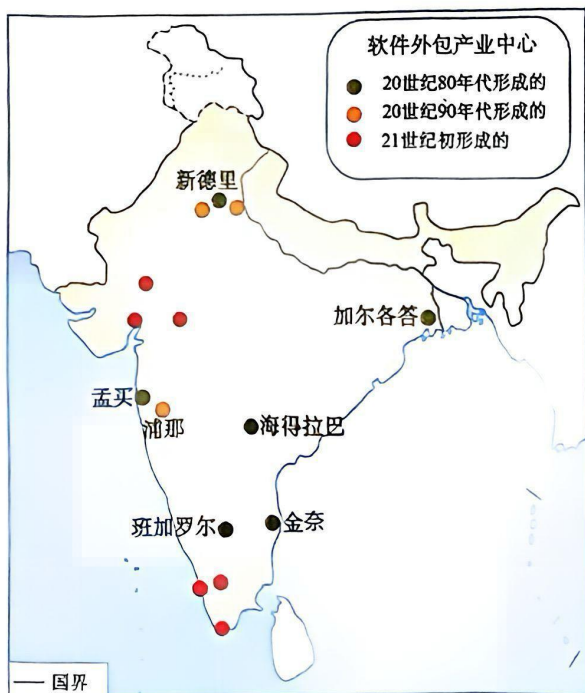 软件外包产业中心
20世纪80年代形成的
20世纪90年代形成的
21世纪初形成的
新德里
加尔各答
孟买
浦那
海得拉巴
班加罗尔
金奈
国界